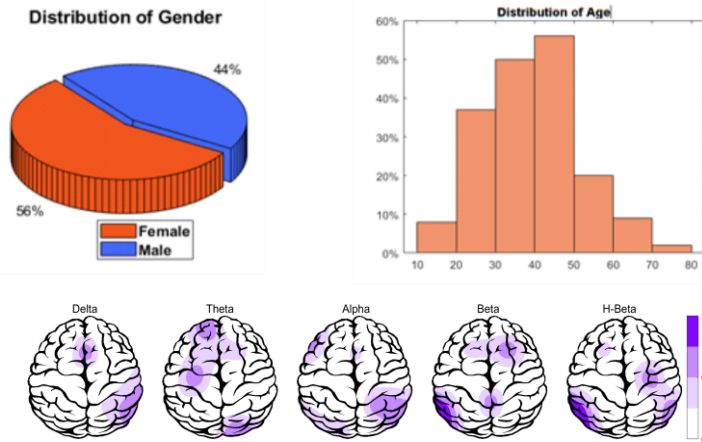 Distribution of Gender
44%
56%
Female
Male
Distribution of Age
60%
50%
40%
30%
20%
10%
0%
10 20 30 40 50 60 70 80
Delta Theta Alpha Beta H-Beta